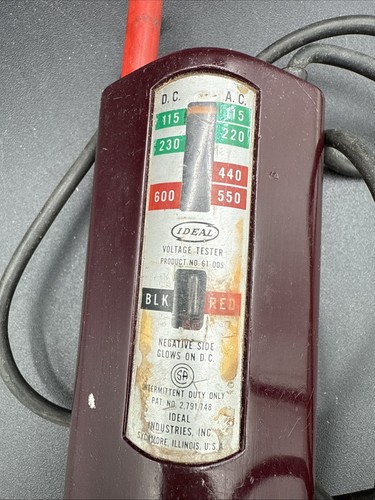 D.C. A.C.
115 115
230 220
440
600 550
IDEAL
VOLTAGE TESTER
PRODUCT NO. 61-005
BLK RED
NEGATIVE SIDE
GLOWS ON D.C.
SA
INTERMITTENT DUTY ONLY
PAT. NO. 2,791,748
IDEAL
INDUSTRIES, INC.
SYCAMORE, ILLINOIS, U.S.A.